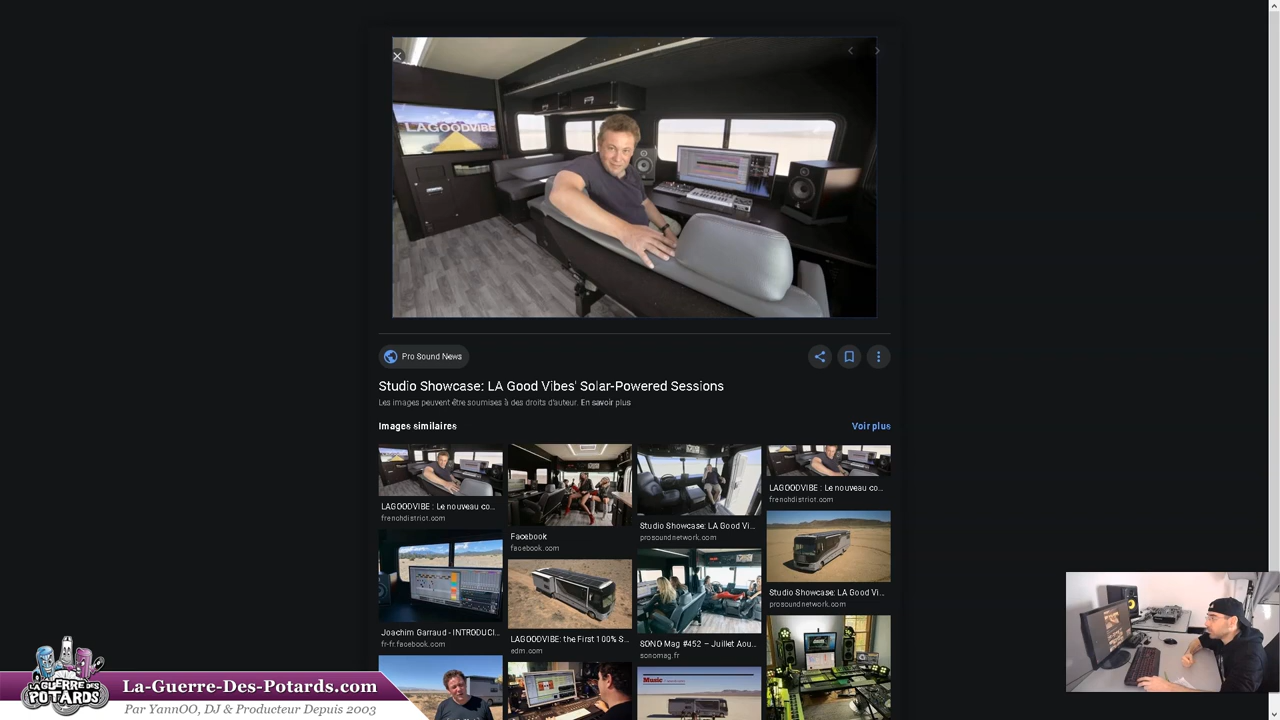 LAGOODVIBE
Pro Sound News
Studio Showcase: LA Good Vibes' Solar-Powered Sessions
Les images peuvent être soumises à des droits d'auteur. En savoir plus
Images similaires
Voir plus
LAGOODVIBE : Le nouveau co...
frenchdistrict.com
Facebook
facebook.com
Studio Showcase: LA Good Vi...
prosoundnetwork.com
LAGOODVIBE : Le nouveau co...
frenchdistrict.com
Joachim Garraud - INTRODUCI...
fr-fr.facebook.com
LAGOODVIBE: the First 100% S...
edm.com
SONO Mag #452 – Juillet Aou...
sonomag.fr
Studio Showcase: LA Good Vi...
prosoundnetwork.com
Music
LA GUERRE DES
POTARDS
La-Guerre-Des-Potards.com
Par YannOO, DJ & Producteur Depuis 2003